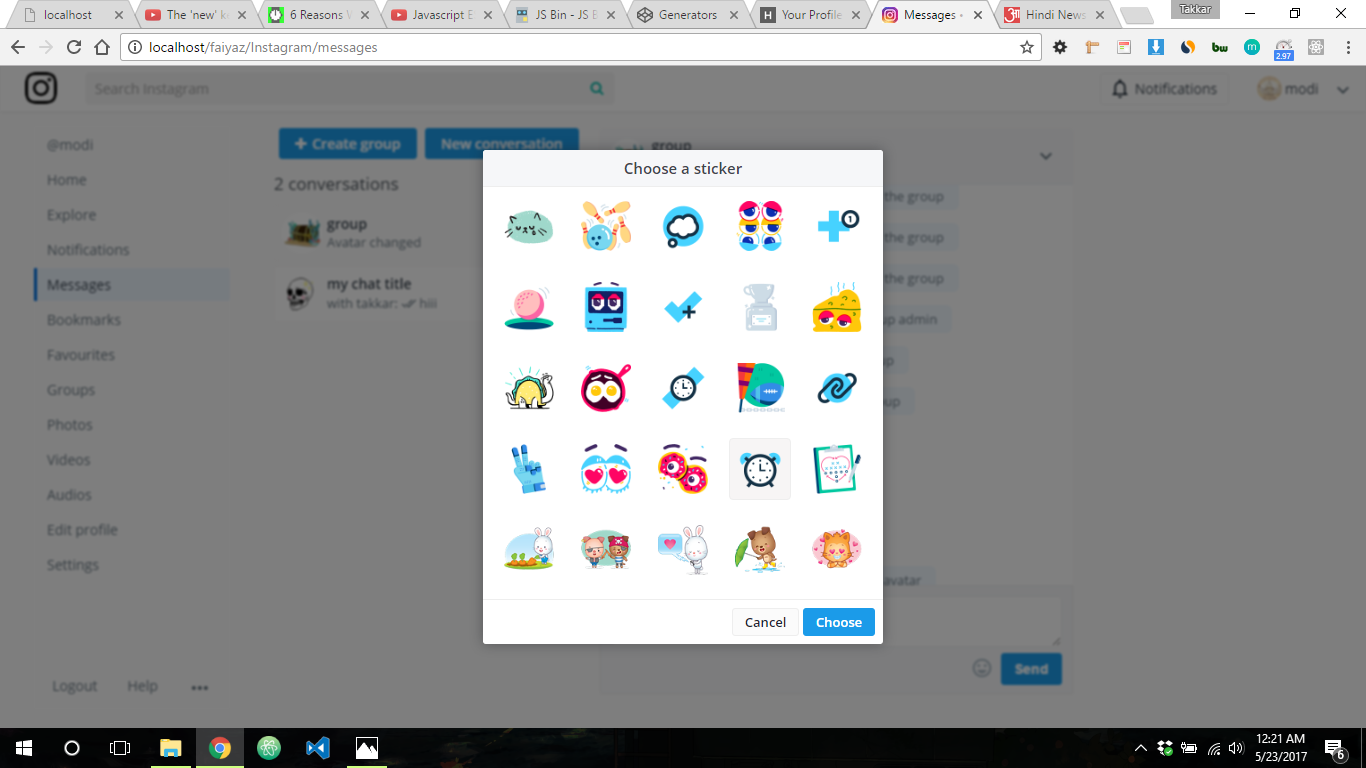 Takkar
localhost
The 'new' k
6 Reasons V
Javascript E
JS Bin - JS B
Generators
Your Profile
Messages •
Hindi News
localhost/faiyaz/Instagram/messages
bw
m
2.97
Search Instagram
Notifications
modi
@modi
Home
Explore
Notifications
Messages
Bookmarks
Favourites
Groups
Photos
Videos
Audios
Edit profile
Settings
Logout
Help
+ Create group
New conversation
2 conversations
group
Avatar changed
my chat title
with takkar: hiii
group
the group
the group
the group
up admin
up
oup
avatar
Send
Choose a sticker
1
Cancel
Choose
12:21 AM
5/23/2017
6